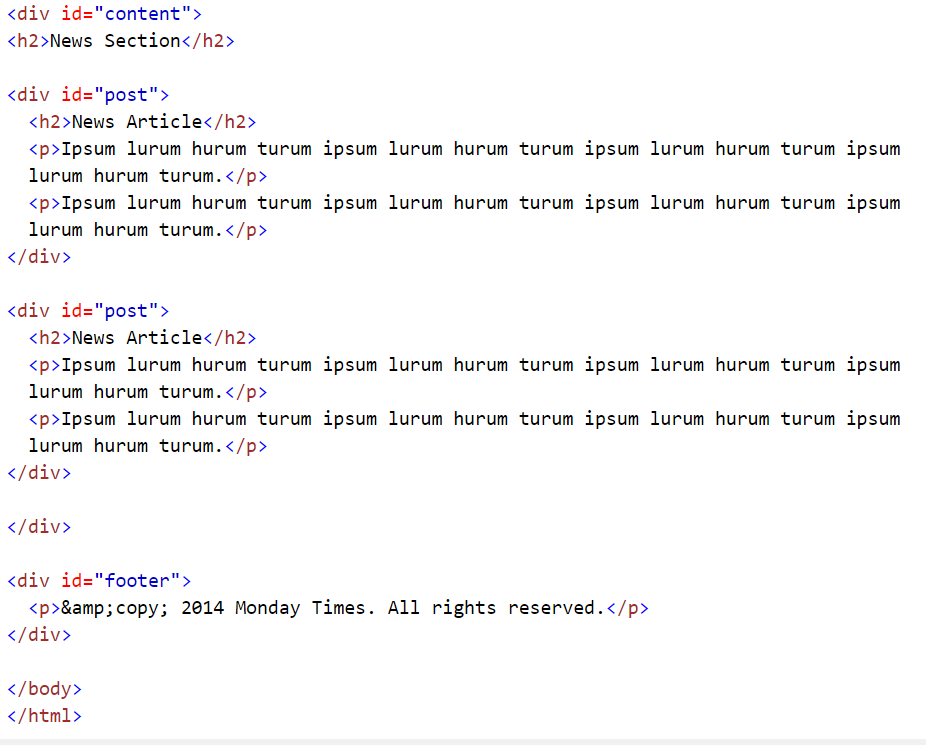 <div id="content">
<h2>News Section</h2>
<div id="post">
<h2>News Article</h2>
<p>Ipsum lurum hurum turum ipsum lurum hurum turum ipsum lurum hurum turum ipsum
lurum hurum turum.</p>
<p>Ipsum lurum hurum turum ipsum lurum hurum turum ipsum lurum hurum turum ipsum
lurum hurum turum.</p>
</div>
<div id="post">
<h2>News Article</h2>
<p>Ipsum lurum hurum turum ipsum lurum hurum turum ipsum lurum hurum turum ipsum
lurum hurum turum.</p>
<p>Ipsum lurum hurum turum ipsum lurum hurum turum ipsum lurum hurum turum ipsum
lurum hurum turum.</p>
</div>
</div>
<div id="footer">
<p>&amp;copy; 2014 Monday Times. All rights reserved.</p>
</div>
</body>
</html>